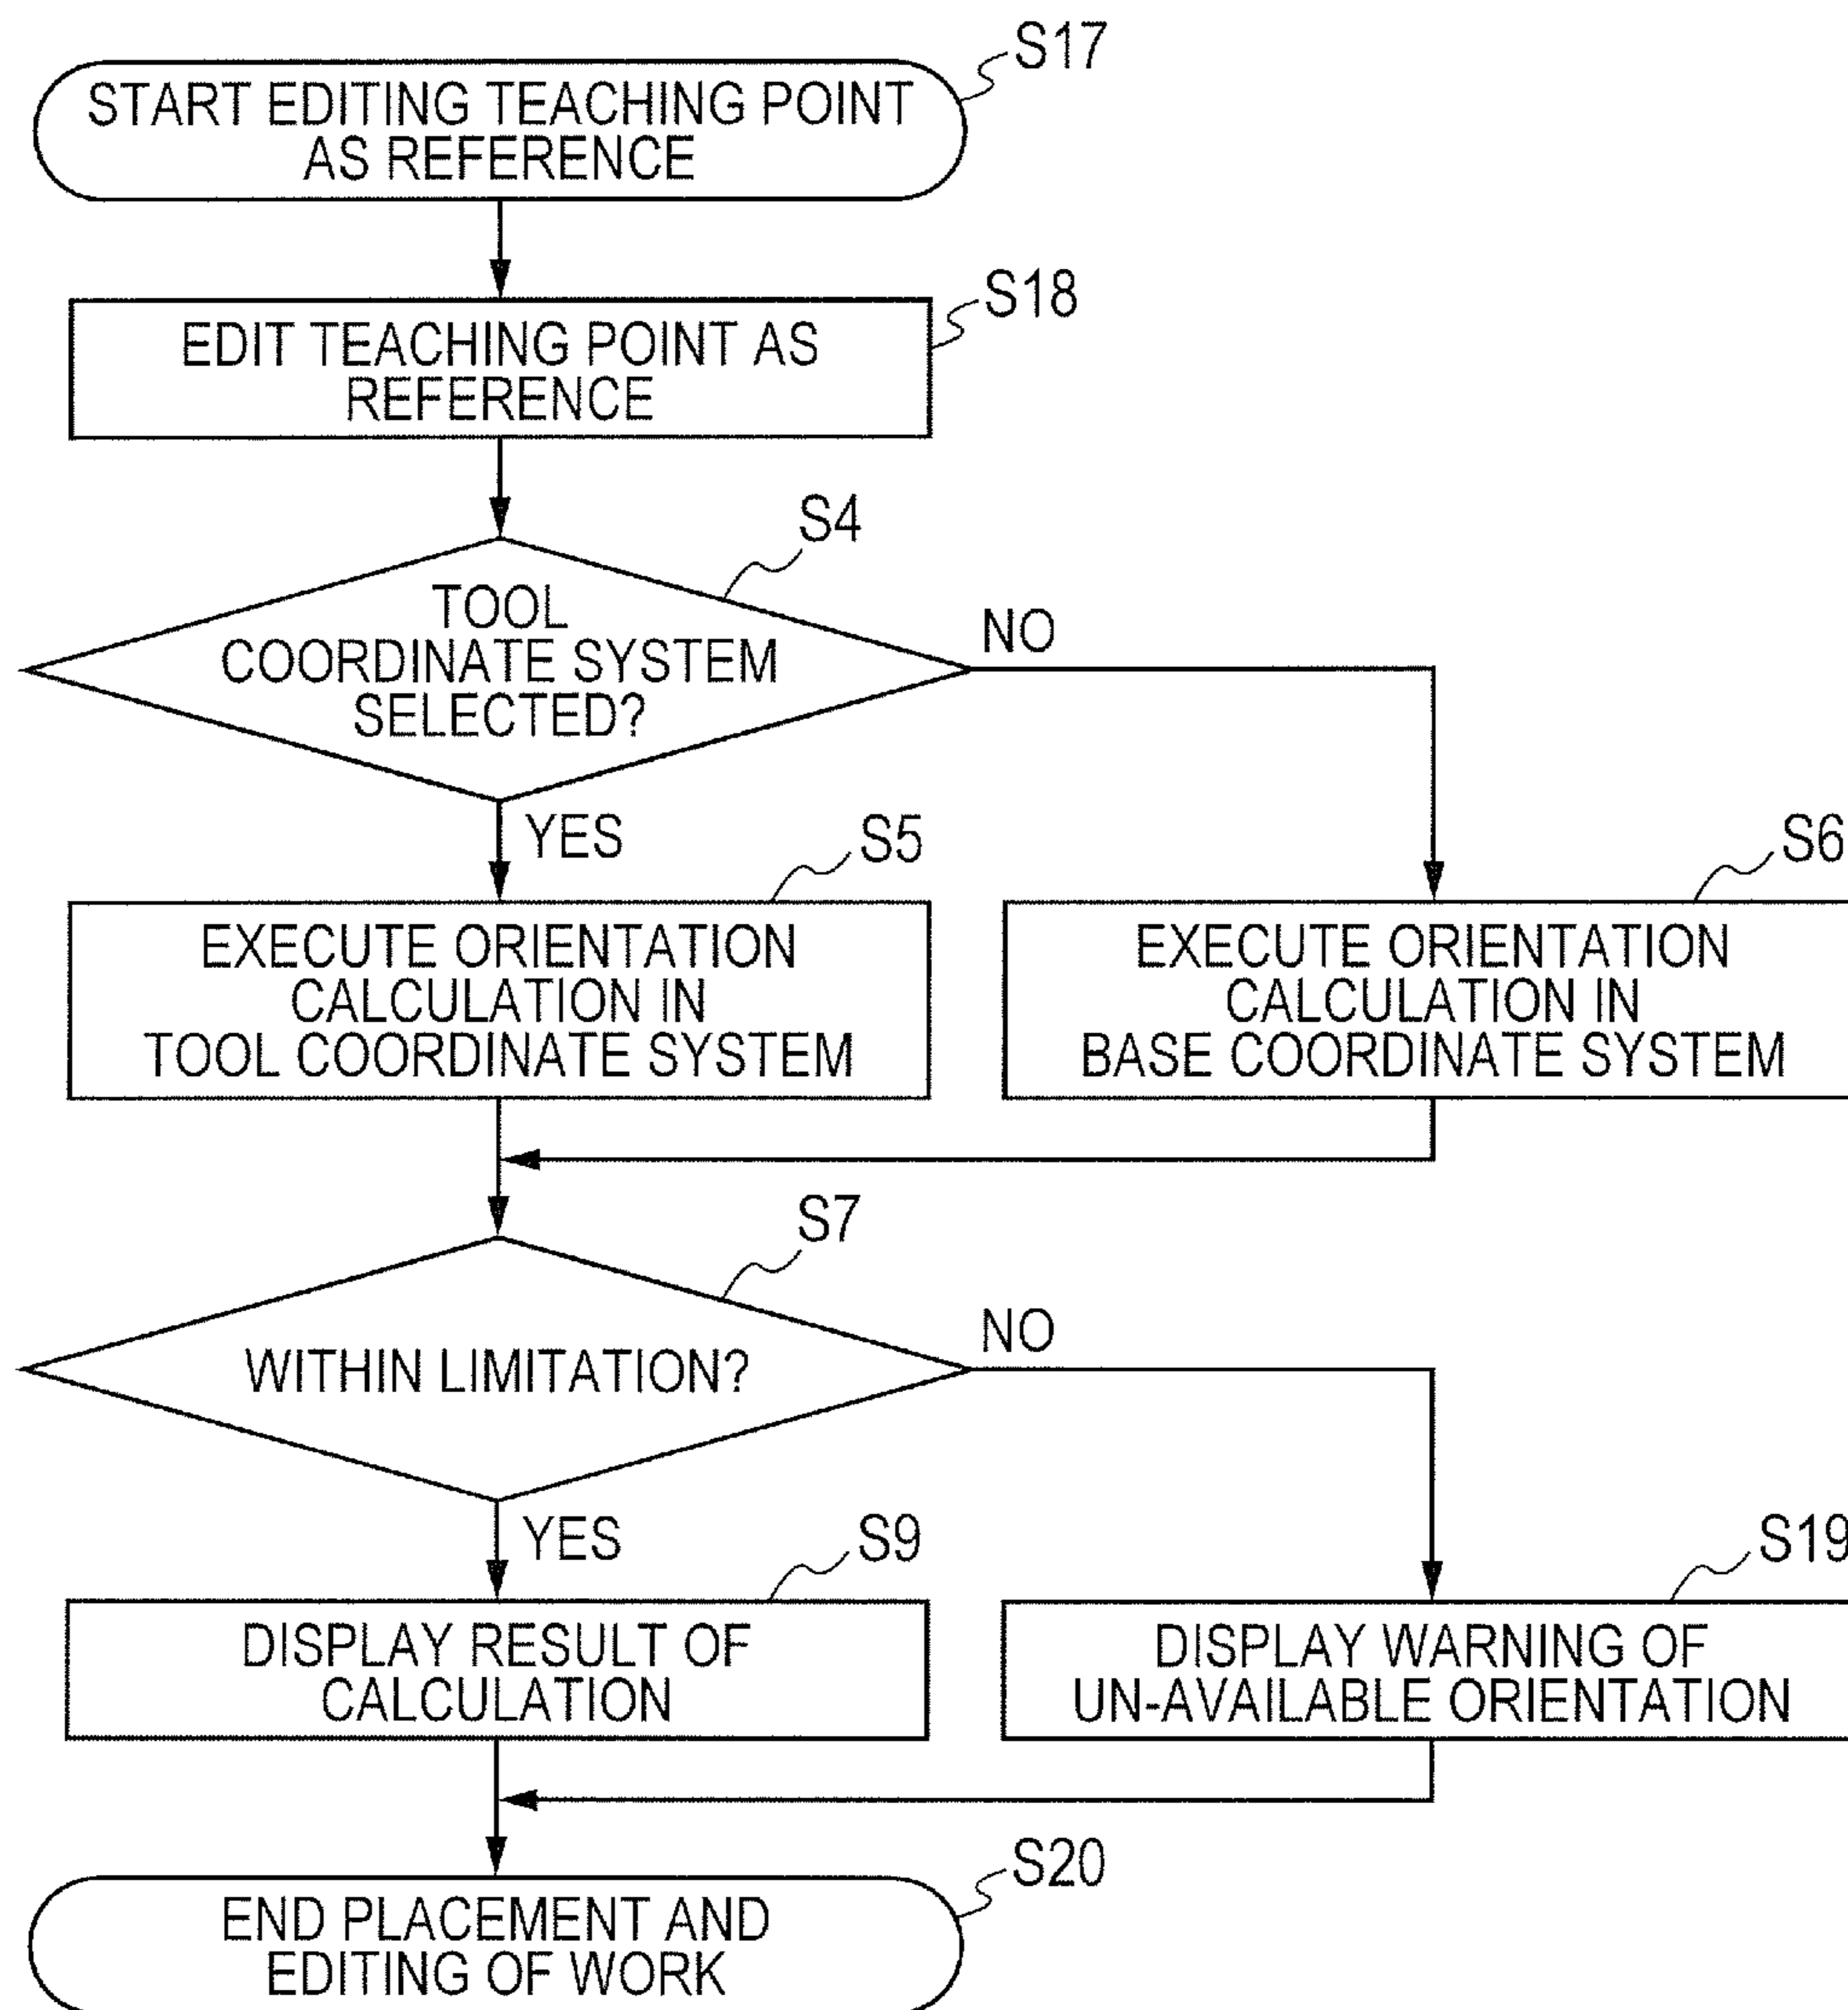 S17
START EDITING TEACHING POINT
AS REFERENCE
S18
EDIT TEACHING POINT AS
REFERENCE
S4
TOOL
COORDINATE SYSTEM
SELECTED?
NO
YES
S5
S6
EXECUTE ORIENTATION
CALCULATION IN
TOOL COORDINATE SYSTEM
EXECUTE ORIENTATION
CALCULATION IN
BASE COORDINATE SYSTEM
S7
WITHIN LIMITATION?
NO
YES
S9
S19
DISPLAY RESULT OF
CALCULATION
DISPLAY WARNING OF
UN-AVAILABLE ORIENTATION
S20
END PLACEMENT AND
EDITING OF WORK